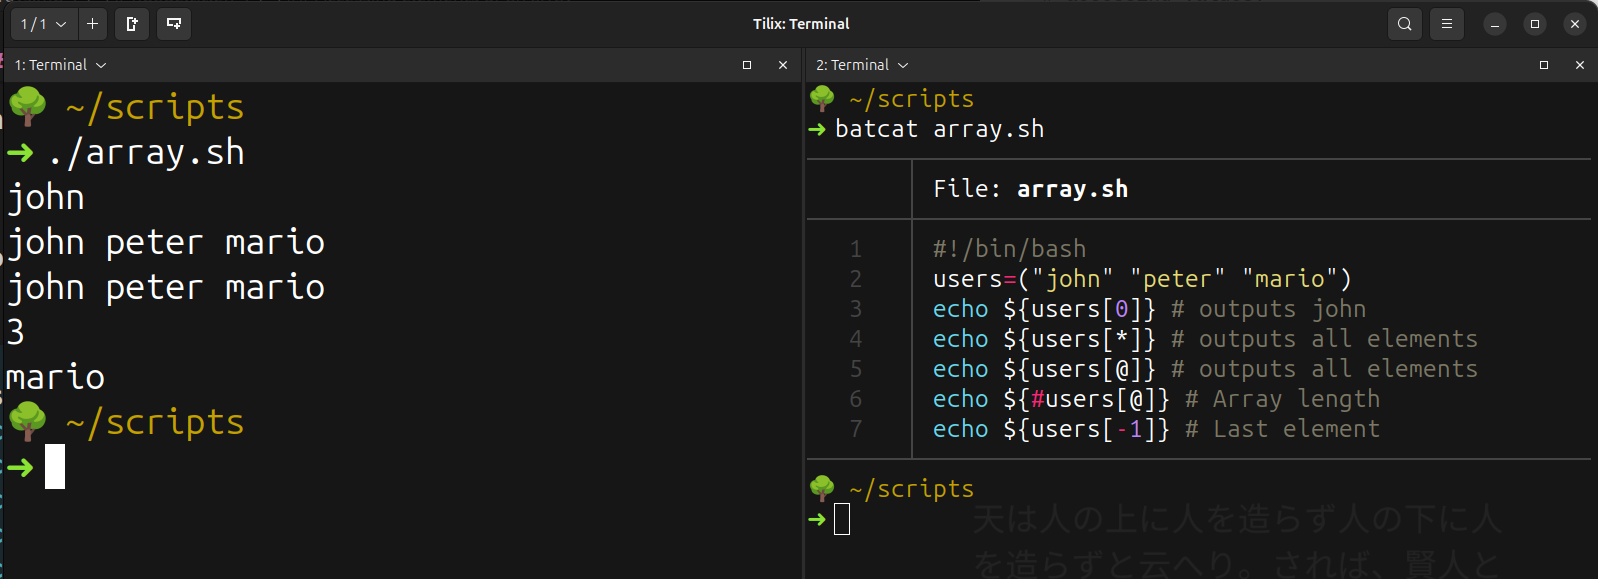 1 / 1
Tilix: Terminal
1: Terminal
~/scripts
./array.sh
john
john peter mario
john peter mario
3
mario
~/scripts
2: Terminal
~/scripts
batcat array.sh
File: array.sh
1 #!/bin/bash
2 users=("john" "peter" "mario")
3 echo ${users[0]} # outputs john
4 echo ${users[*]} # outputs all elements
5 echo ${users[@]} # outputs all elements
6 echo ${#users[@]} # Array length
7 echo ${users[-1]} # Last element
~/scripts
天は人の上に人を造らず人の下に人
を造らずと云へり。されば、賢人と